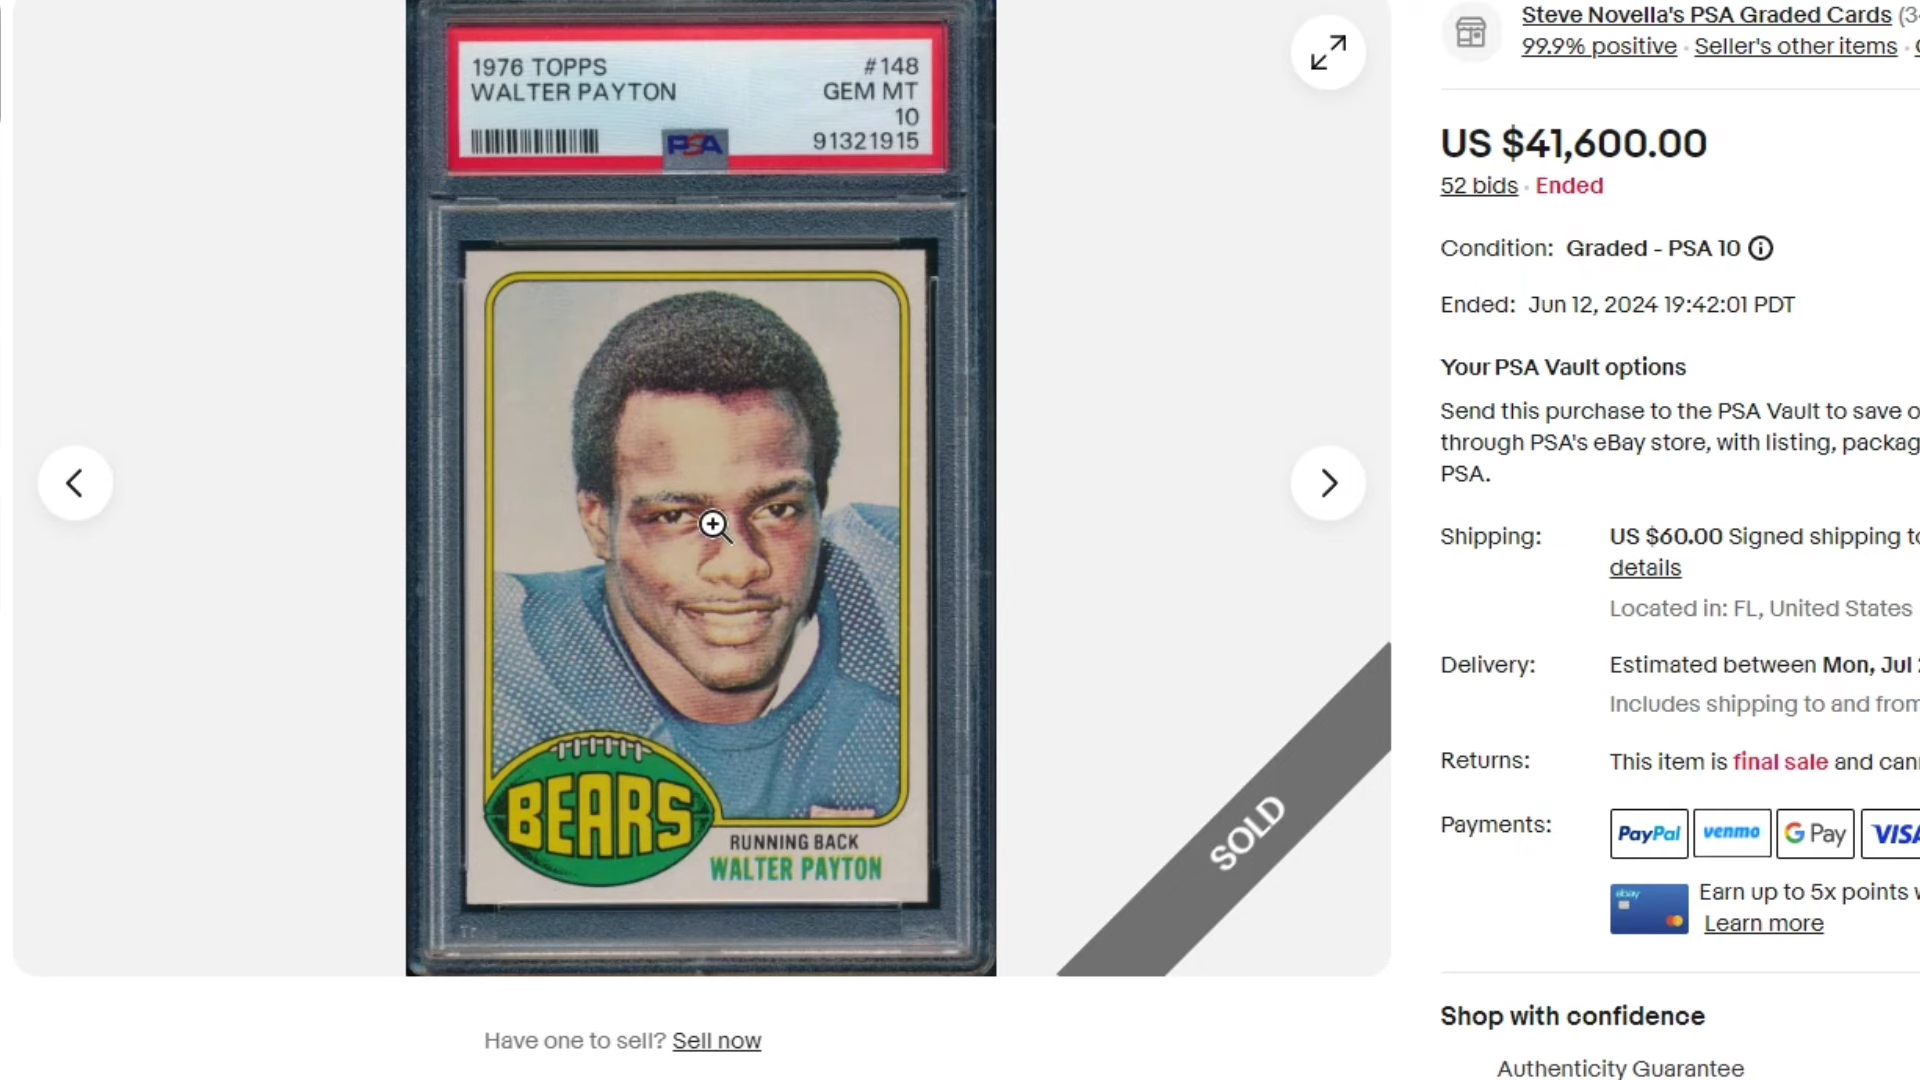 1976 TOPPS #148
WALTER PAYTON GEM MT
10
PSA 91321915
BEARS
RUNNING BACK
WALTER PAYTON
SOLD
Have one to sell? Sell now
Steve Novella's PSA Graded Cards
99.9% positive · Seller's other items ·
US $41,600.00
52 bids · Ended
Condition: Graded - PSA 10
Ended: Jun 12, 2024 19:42:01 PDT
Your PSA Vault options
Send this purchase to the PSA Vault to save
through PSA's eBay store, with listing,
PSA.
Shipping: US $60.00 Signed shipping
details
Located in: FL, United States
Delivery: Estimated between Mon, Jul
Includes shipping to and from
Returns: This item is final sale and
Payments: PayPal venmo G Pay VISA
ebay
Earn up to 5x points
Learn more
Shop with confidence
Authenticity Guarantee